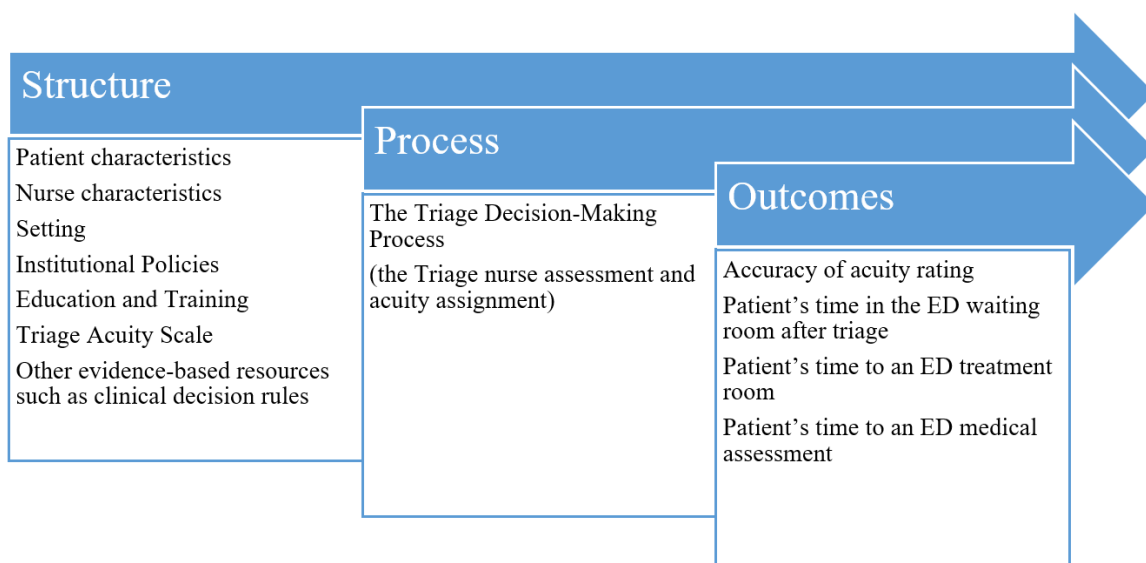 Structure
Patient characteristics
Nurse characteristics
Setting
Institutional Policies
Education and Training
Triage Acuity Scale
Other evidence-based resources
such as clinical decision rules
Process
The Triage Decision-Making
Process
(the Triage nurse assessment and
acuity assignment)
Outcomes
Accuracy of acuity rating
Patient’s time in the ED waiting
room after triage
Patient’s time to an ED treatment
room
Patient’s time to an ED medical
assessment